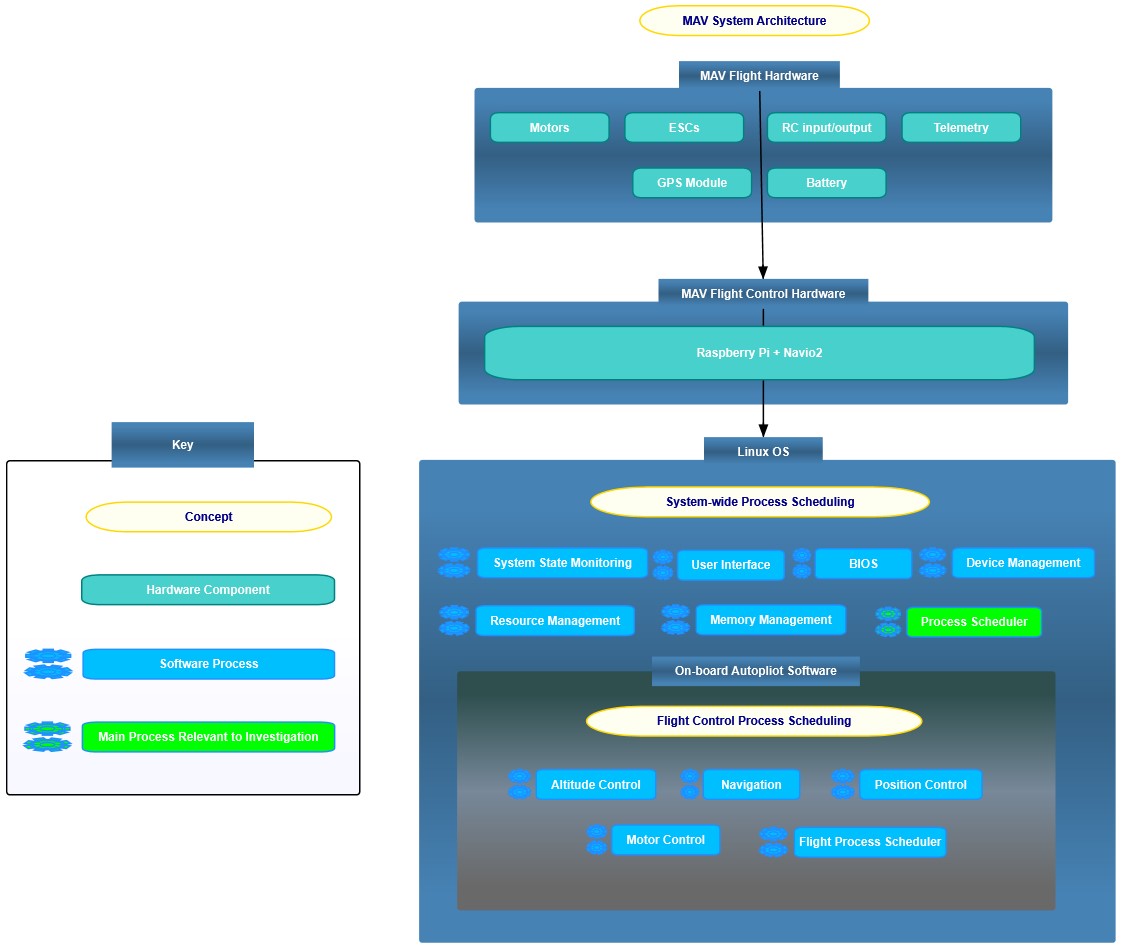 MAV System Architecture
MAV Flight Hardware
Motors
ESCs
RC input/output
Telemetry
GPS Module
Battery
MAV Flight Control Hardware
Raspberry Pi + Navio2
Key
Concept
Hardware Component
Software Process
Main Process Relevant to Investigation
Linux OS
System-wide Process Scheduling
System State Monitoring
User Interface
BIOS
Device Management
Resource Management
Memory Management
Process Scheduler
On-board Autopilot Software
Flight Control Process Scheduling
Altitude Control
Navigation
Position Control
Motor Control
Flight Process Scheduler